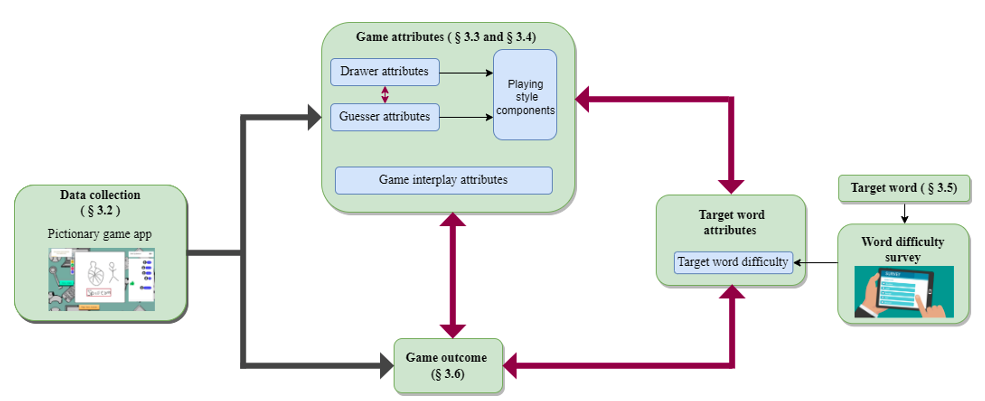 Game attributes ( § 3.3 and § 3.4)
Drawer attributes
Guesser attributes
Playing
style
components
Game interplay attributes
Data collection
( § 3.2 )
Pictionary game app
Target word
attributes
Target word difficulty
Target word ( § 3.5)
Word difficulty
survey
SURVEY
Game outcome
(§ 3.6)